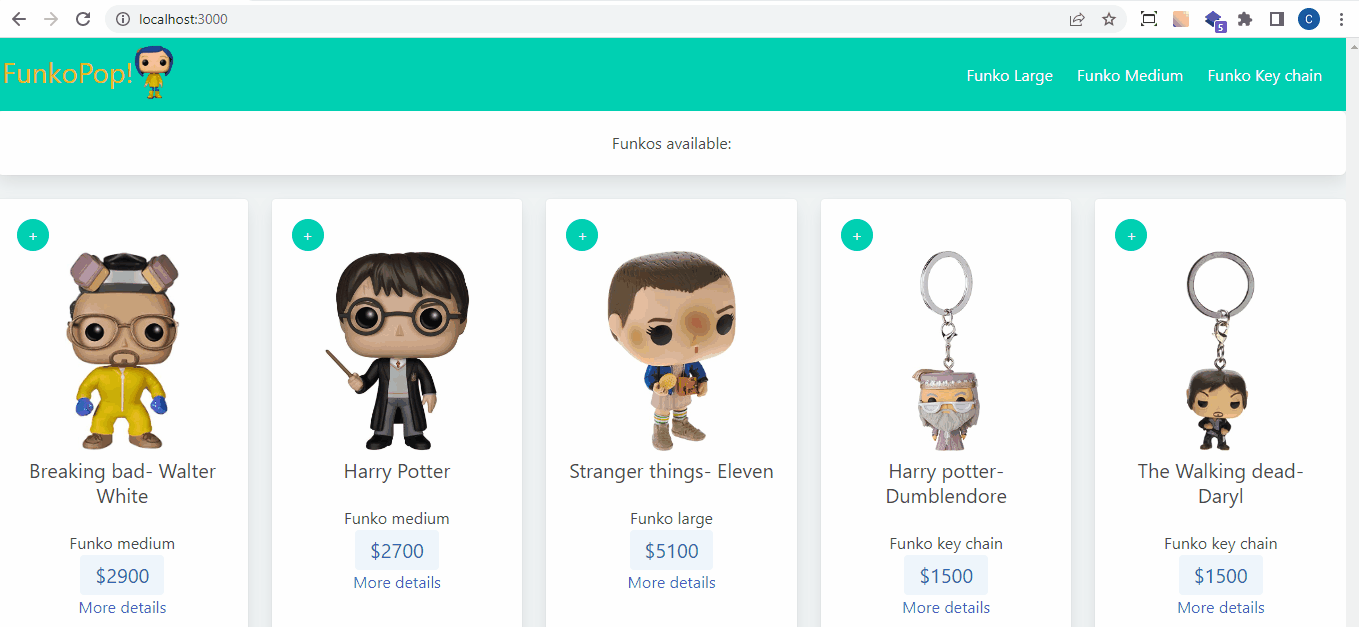 localhost:3000
5
C
FunkoPop!
Funko Large Funko Medium Funko Key chain
Funkos available:
+
Breaking bad- Walter
White
Funko medium
$2900
More details
+
Harry Potter
Funko medium
$2700
More details
+
Stranger things- Eleven
Funko large
$5100
More details
+
Harry potter-
Dumblendore
Funko key chain
$1500
More details
+
The Walking dead-
Daryl
Funko key chain
$1500
More details